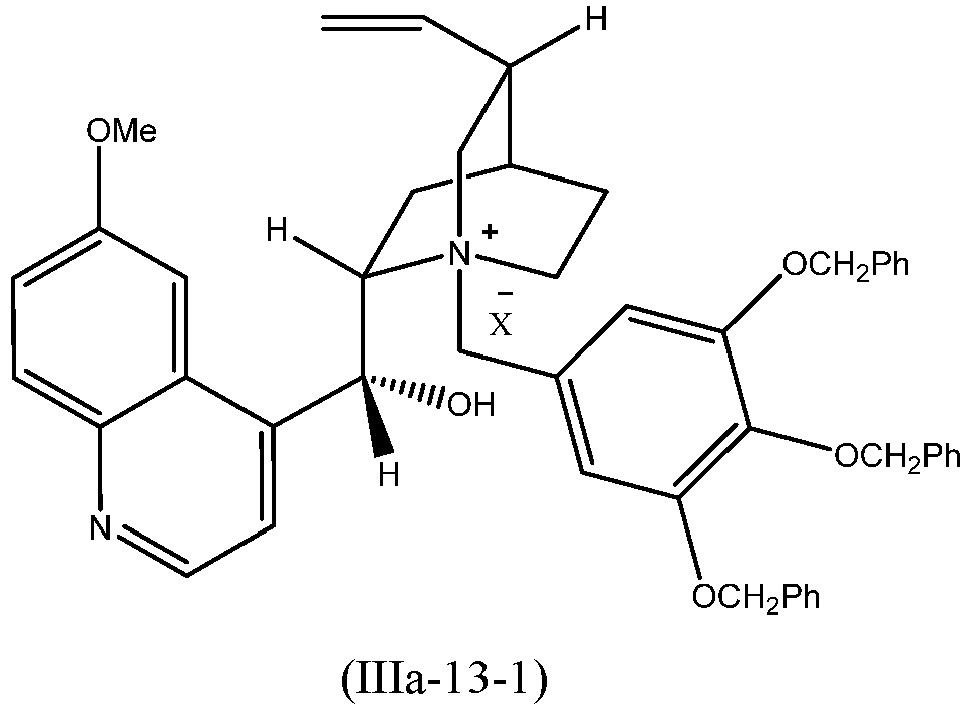 H
OMe
H
N
+
OCH2Ph
−
X
OH
H
OCH2Ph
N
OCH2Ph
(IIIa-13-1)